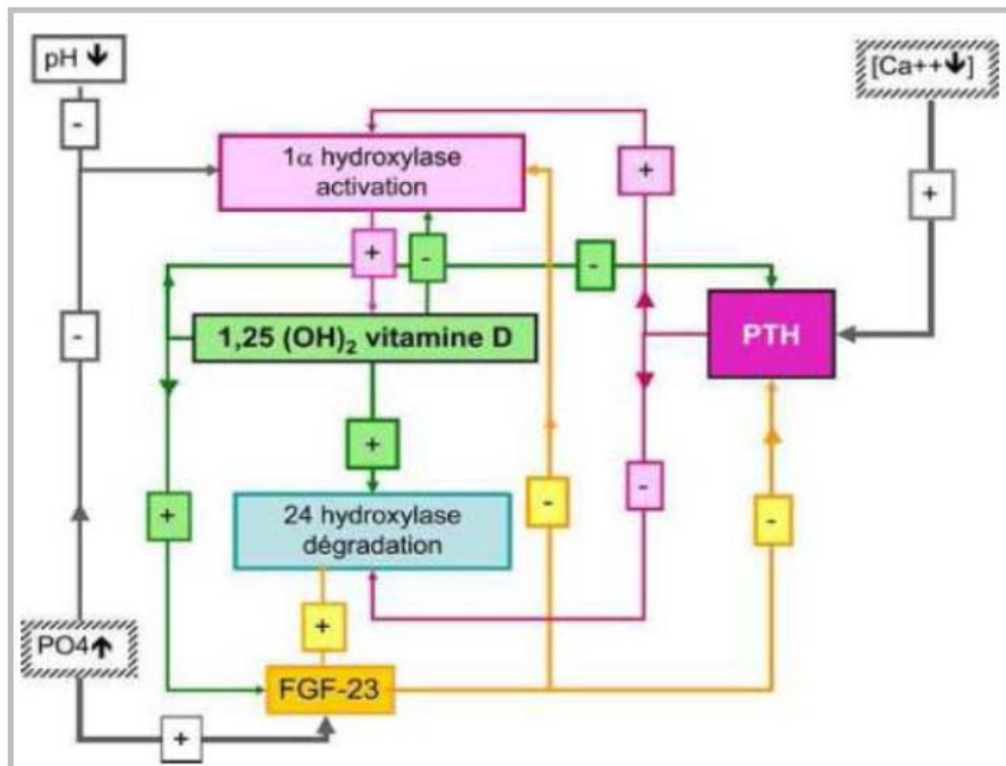 pH ↓
[Ca++↓]
-
1α hydroxylase
activation
+
+
+
-
-
-
1,25 (OH)₂ vitamine D
PTH
+
-
+
24 hydroxylase
dégradation
-
-
-
+
PO4↑
FGF-23
+